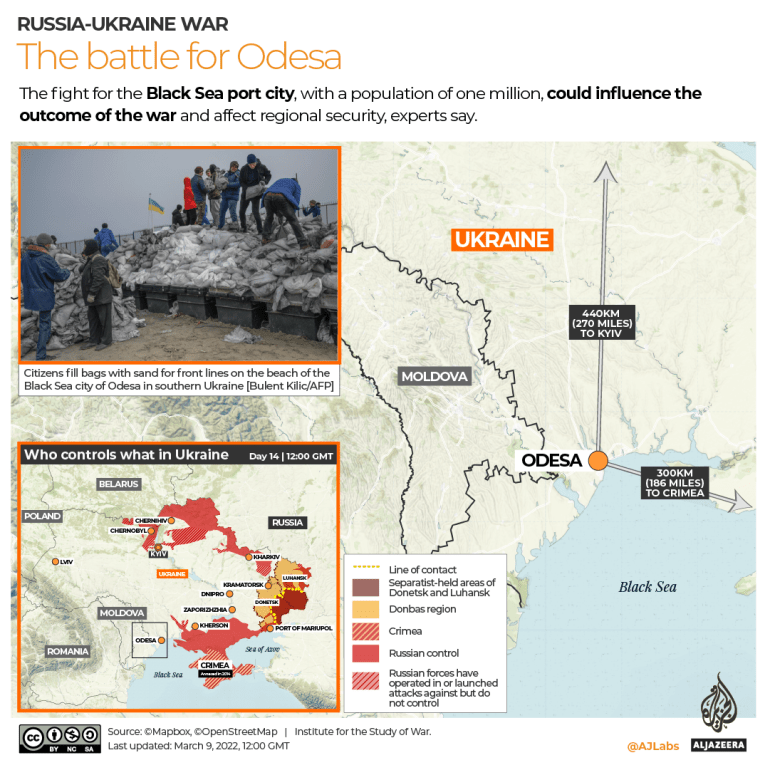 RUSSIA-UKRAINE WAR
The battle for Odesa
The fight for the Black Sea port city, with a population of one million, could influence the
outcome of the war and affect regional security, experts say.
UKRAINE
440KM
(270 MILES)
TO KYIV
MOLDOVA
Citizens fill bags with sand for front lines on the beach of the
Black Sea city of Odesa in southern Ukraine [Bulent Kilic/AFP]
ODESA
300KM
(186 MILES)
TO CRIMEA
Black Sea
Who controls what in Ukraine Day 14 | 12:00 GMT
BELARUS
POLAND
CHERNIHIV
RUSSIA
CHERNOBYL
KYIV
KHARKIV
LVIV
UKRAINE
LUHANSK
KRAMATORSK
DNIPRO
DONETSK
ZAPORIZHZHIA
MOLDOVA
KHERSON
PORT OF MARIUPOL
ODESA
ROMANIA
Sea of Azov
CRIMEA
Annexed in 2014
Black Sea
Line of contact
Separatist-held areas of
Donetsk and Luhansk
Donbas region
Crimea
Russian control
Russian forces have
operated in or launched
attacks against but do
not control
CC BY NC SA
Source: ©Mapbox, ©OpenStreetMap | Institute for the Study of War.
Last updated: March 9, 2022, 12:00 GMT
@AJLabs
ALJAZEERA